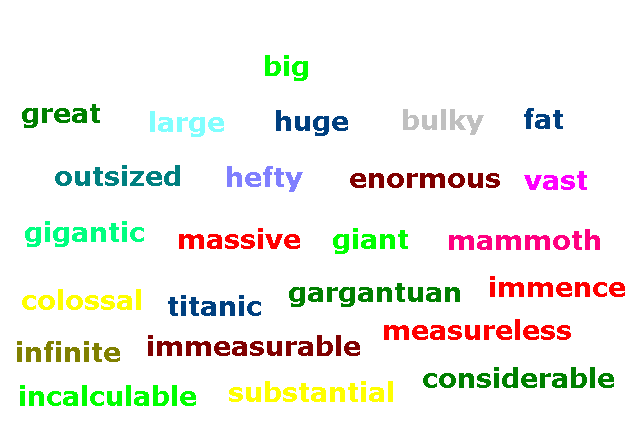 big
great large huge bulky fat
outsized hefty enormous vast
gigantic massive giant mammoth
colossal titanic gargantuan immence
infinite immeasurable measureless
incalculable substantial considerable